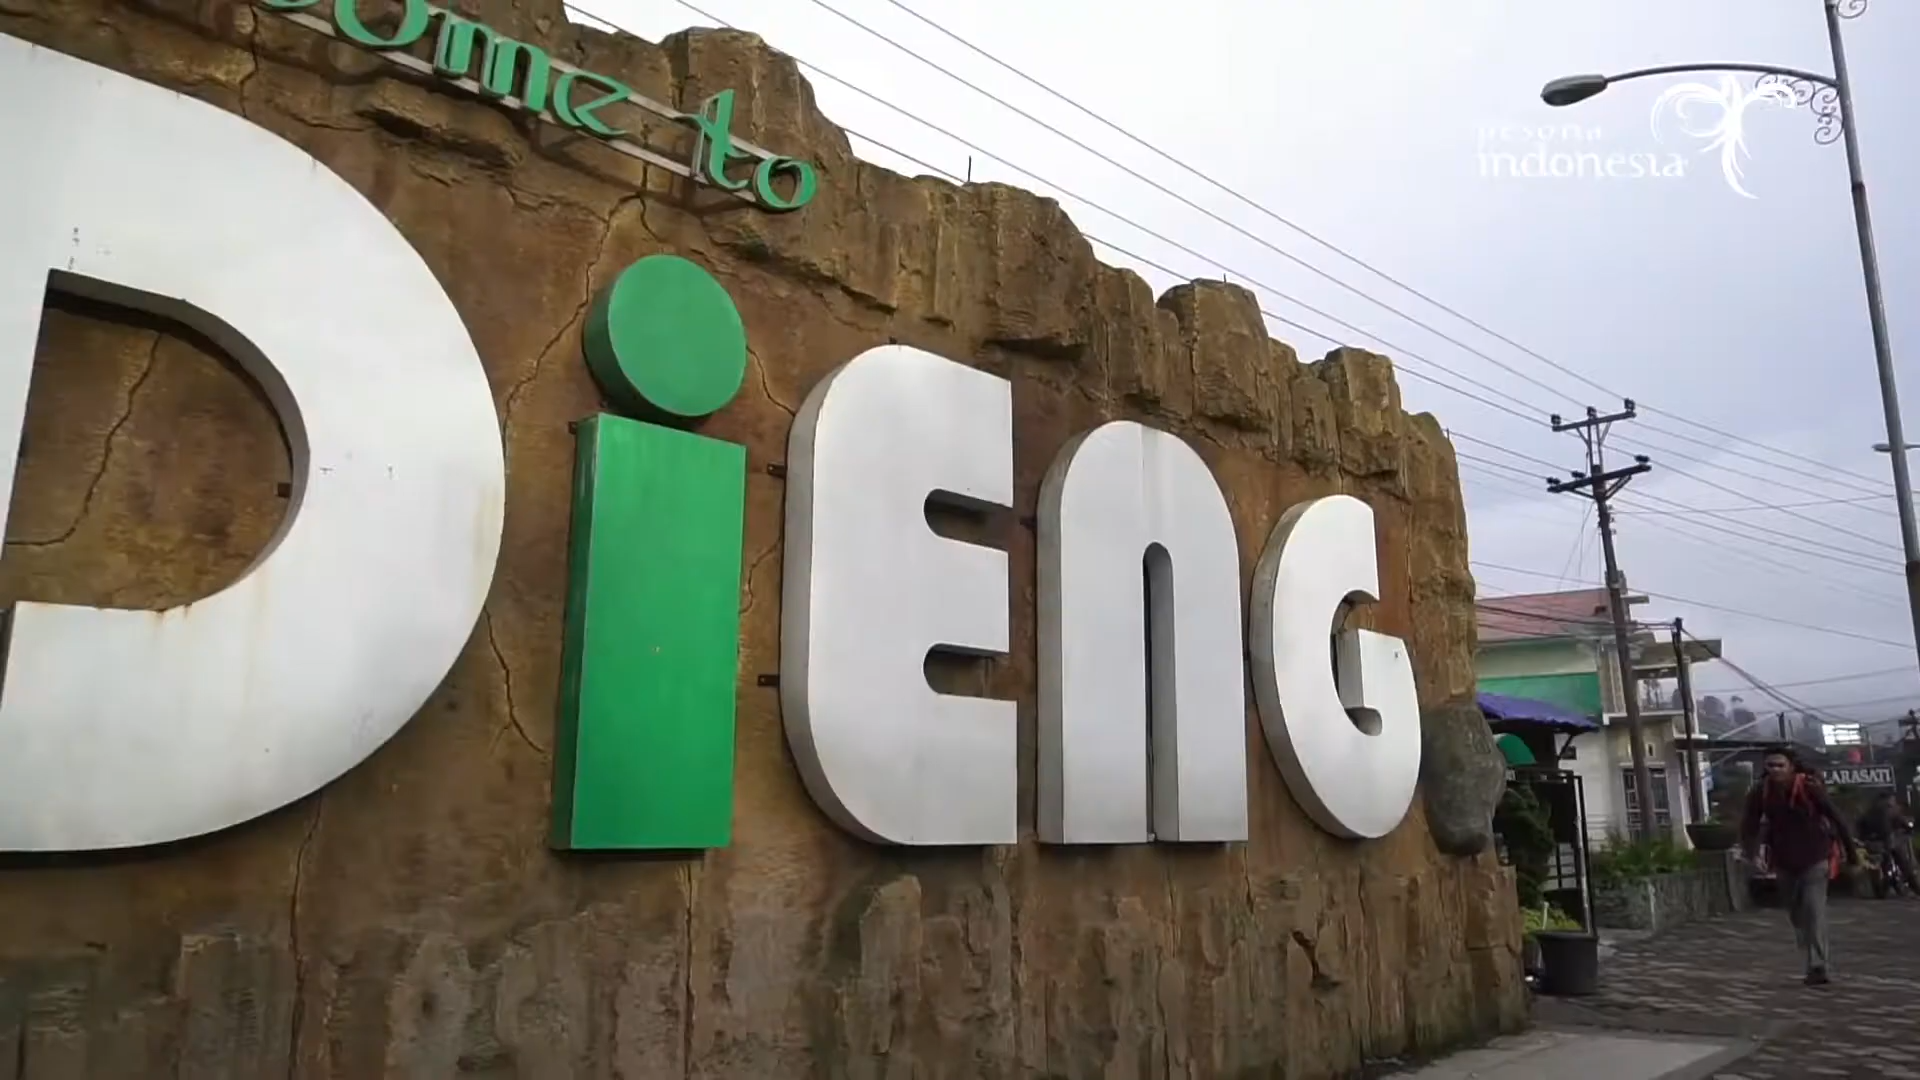 ome to
DiEnG
pesona
indonesia
LARASATI